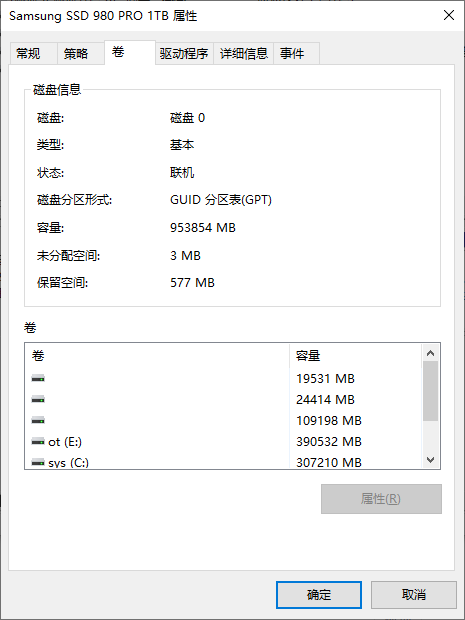 Samsung SSD 980 PRO 1TB 属性
常规 策略 卷 驱动程序 详细信息 事件
磁盘信息
磁盘: 磁盘 0
类型: 基本
状态: 联机
磁盘分区形式: GUID 分区表(GPT)
容量: 953854 MB
未分配空间: 3 MB
保留空间: 577 MB
卷
卷 容量
19531 MB
24414 MB
109198 MB
ot (E:) 390532 MB
sys (C:) 307210 MB
属性(R)
确定 取消